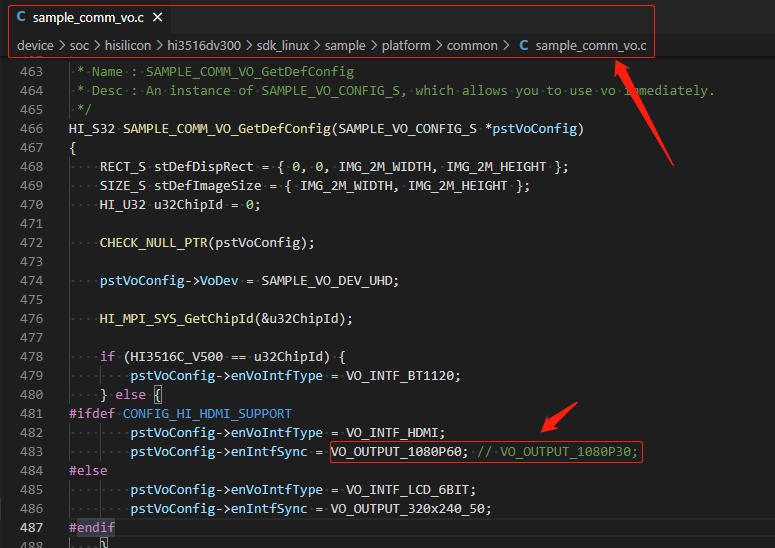 C sample_comm_vo.c ×
device > soc > hisilicon > hi3516dv300 > sdk_linux > sample > platform > common > C sample_comm_vo.c
463 * Name : SAMPLE_COMM_VO_GetDefConfig
464 * Desc : An instance of SAMPLE_VO_CONFIG_S, which allows you to use vo immediately.
465 */
466 HI_S32 SAMPLE_COMM_VO_GetDefConfig(SAMPLE_VO_CONFIG_S *pstVoConfig)
467 {
468 RECT_S stDefDispRect = { 0, 0, IMG_2M_WIDTH, IMG_2M_HEIGHT };
469 SIZE_S stDefImageSize = { IMG_2M_WIDTH, IMG_2M_HEIGHT };
470 HI_U32 u32ChipId = 0;
471
472 CHECK_NULL_PTR(pstVoConfig);
473
474 pstVoConfig->VoDev = SAMPLE_VO_DEV_UHD;
475
476 HI_MPI_SYS_GetChipId(&u32ChipId);
477
478 if (HI3516C_V500 == u32ChipId) {
479 pstVoConfig->enVoIntfType = VO_INTF_BT1120;
480 } else {
481 #ifdef CONFIG_HI_HDMI_SUPPORT
482 pstVoConfig->enVoIntfType = VO_INTF_HDMI;
483 pstVoConfig->enIntfSync = VO_OUTPUT_1080P60; // VO_OUTPUT_1080P30;
484 #else
485 pstVoConfig->enVoIntfType = VO_INTF_LCD_6BIT;
486 pstVoConfig->enIntfSync = VO_OUTPUT_320x240_50;
487 #endif
}